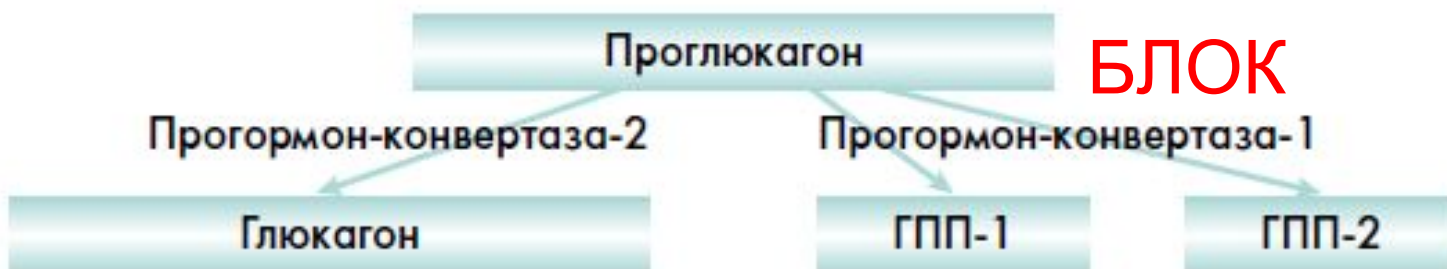 Проглюкагон
БЛОК
Прогормон-конвертаза-2
Прогормон-конвертаза-1
Глюкагон
ГПП-1
ГПП-2